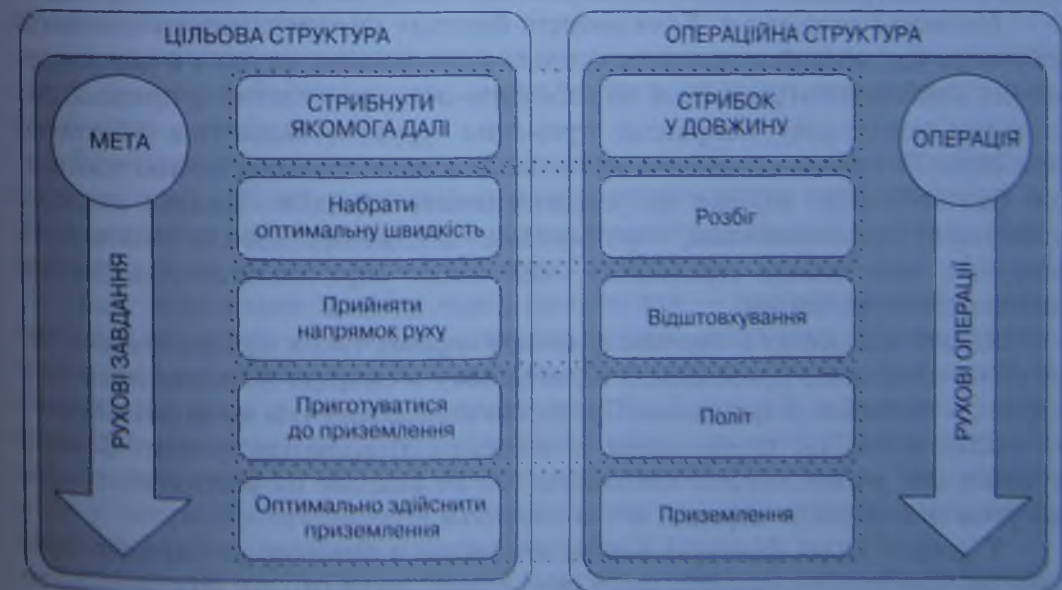 ЦІЛЬОВА СТРУКТУРА
МЕТА
РУХОВІ ЗАВДАННЯ
СТРИБНУТИ
ЯКОМОГА ДАЛІ
Набрати
оптимальну швидкість
Прийняти
напрямок руху
Приготуватися
до приземлення
Оптимально здійснити
приземлення
ОПЕРАЦІЙНА СТРУКТУРА
СТРИБОК
У ДОВЖИНУ
Розбіг
Відштовхування
Політ
Приземлення
ОПЕРАЦІЯ
РУХОВІ ОПЕРАЦІЇ